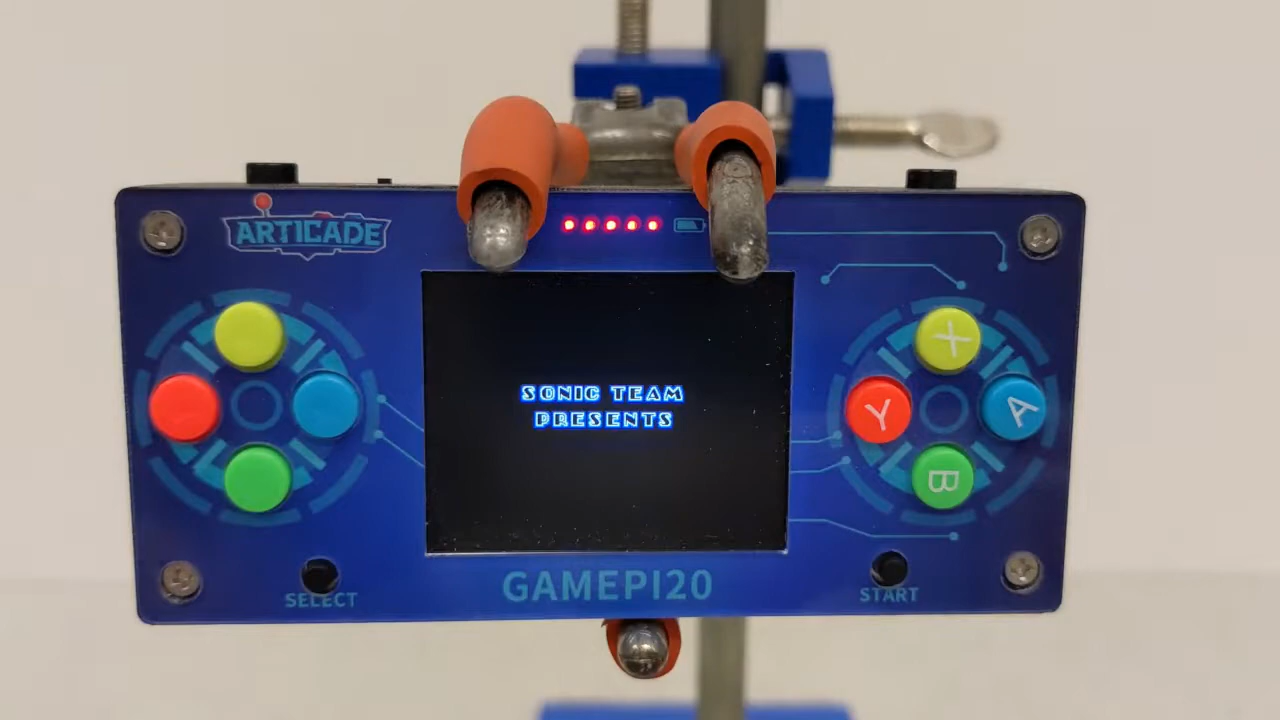 ARTICADE
SONIC TEAM
PRESENTS
X
Y
A
B
GAMEPI20
SELECT
START